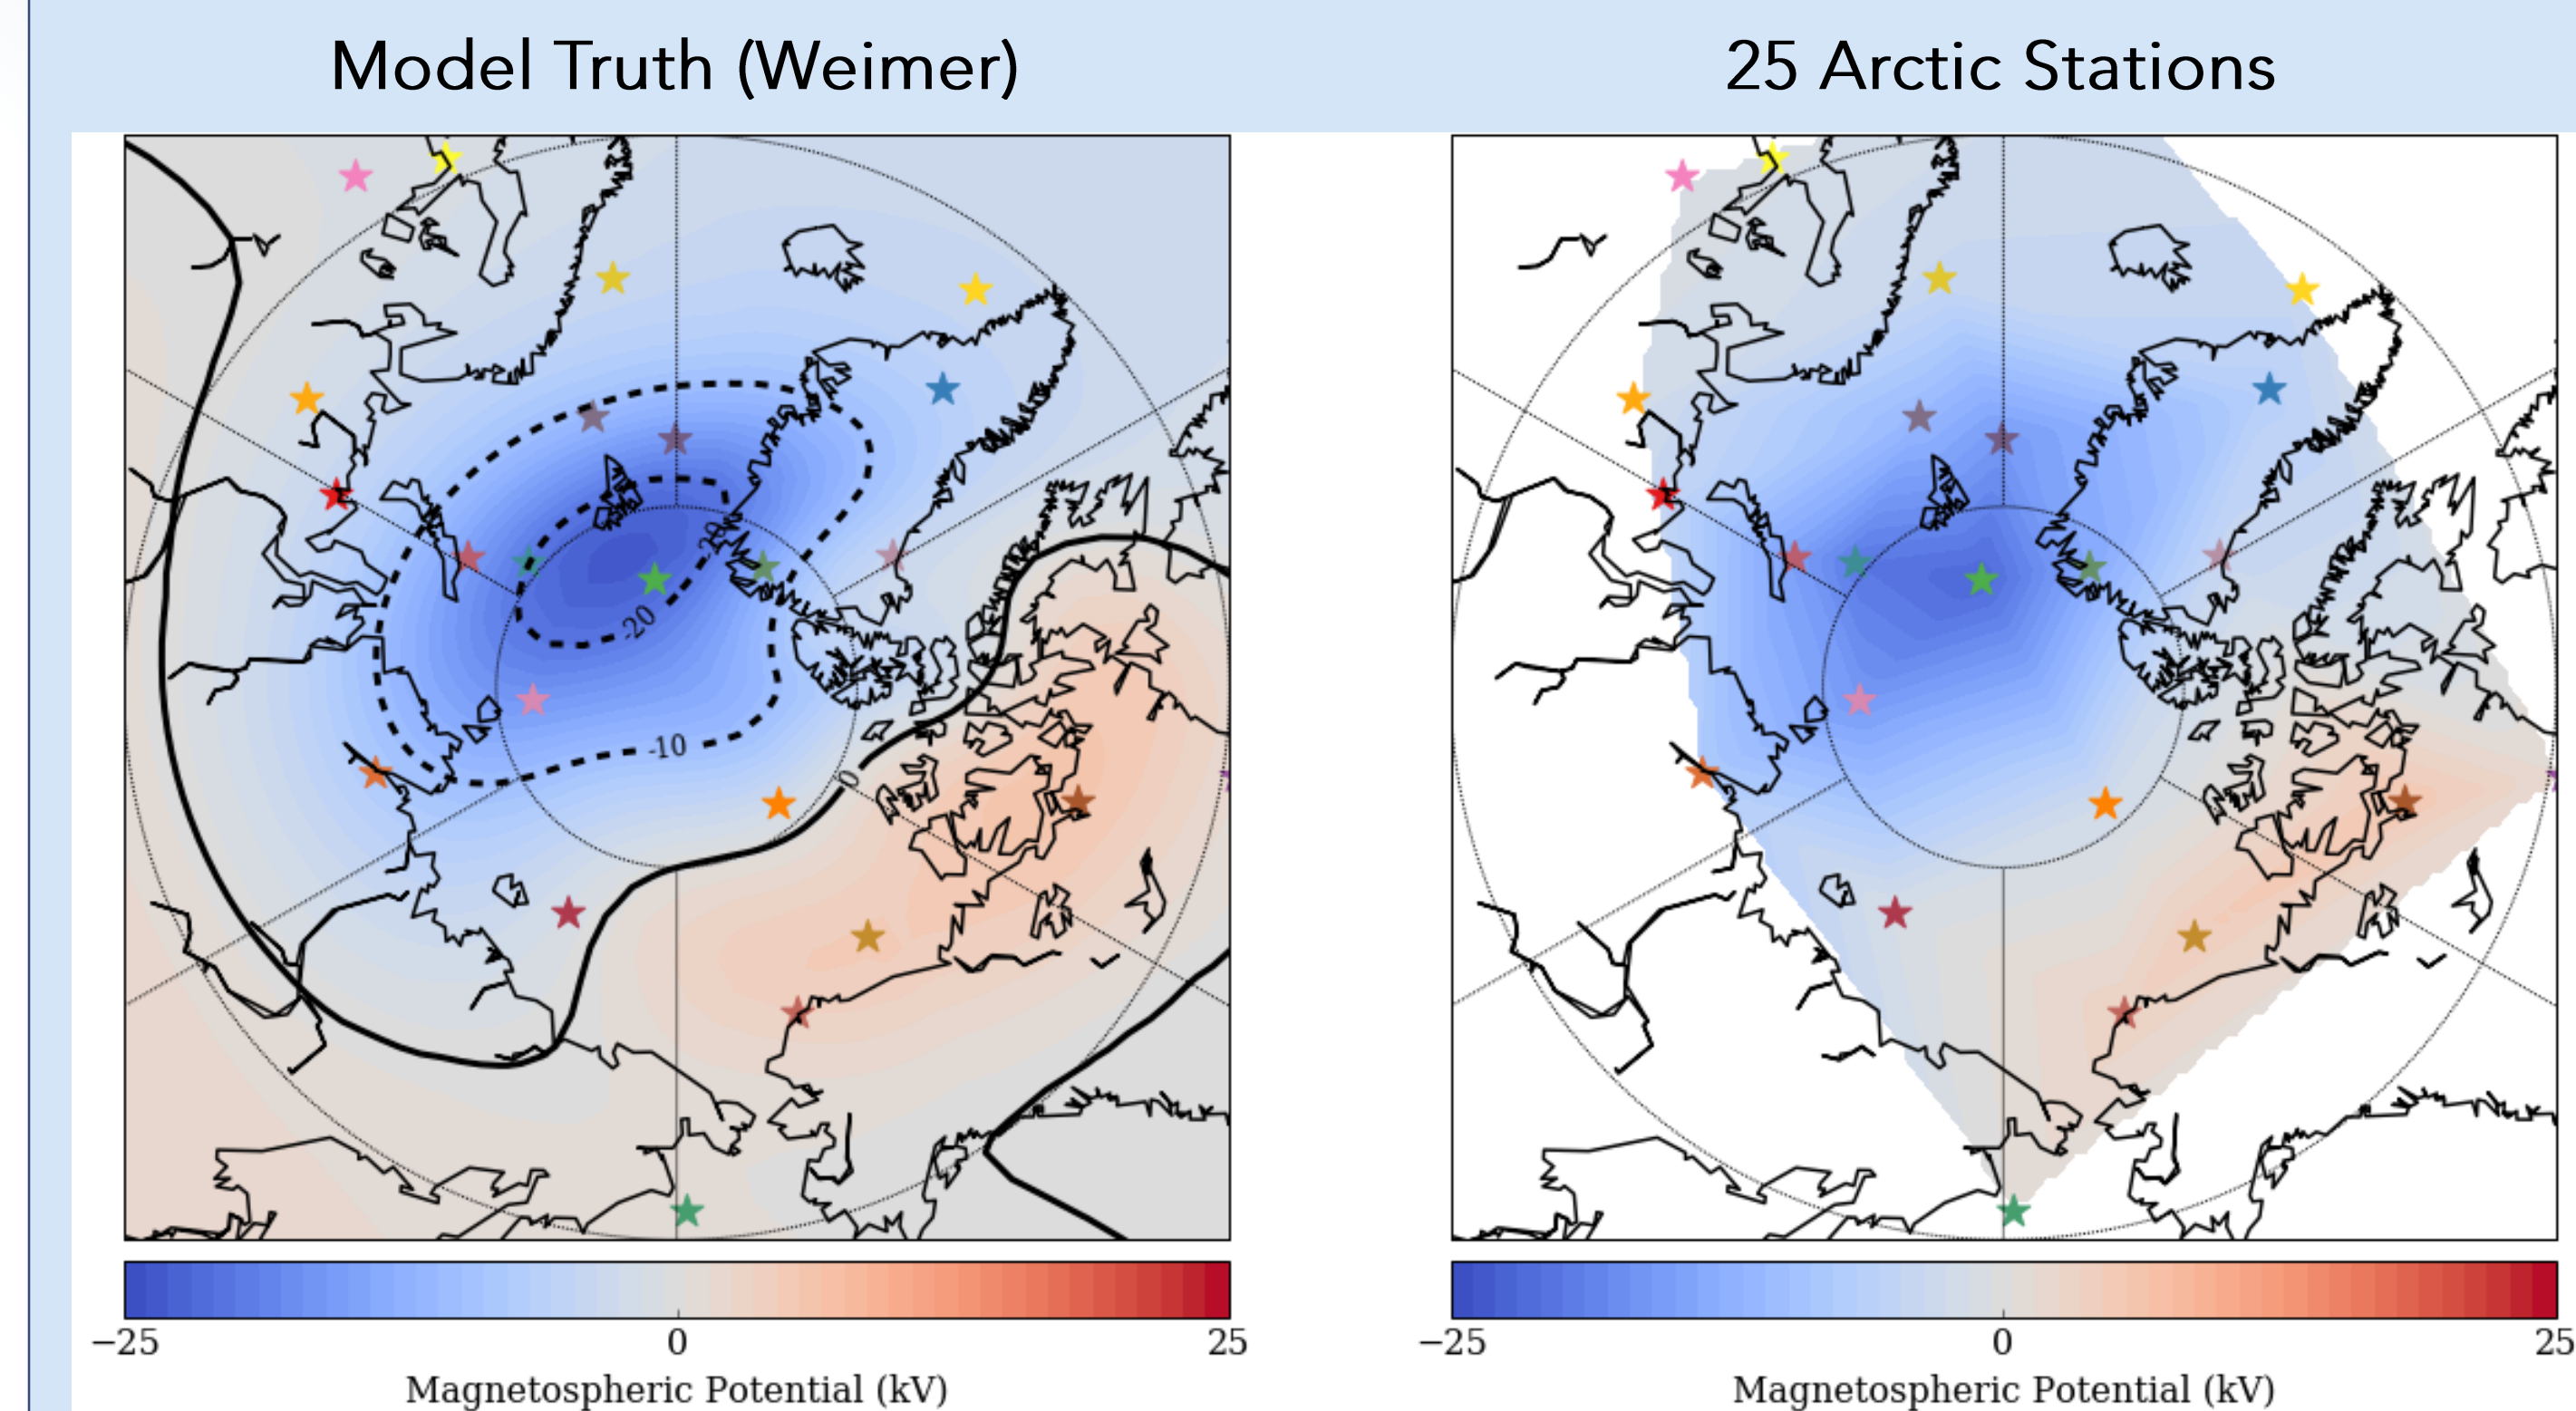 Model Truth (Weimer)
25 Arctic Stations
-20
-20
-10
0
−25 0 25
Magnetospheric Potential (kV)
−25 0 25
Magnetospheric Potential (kV)